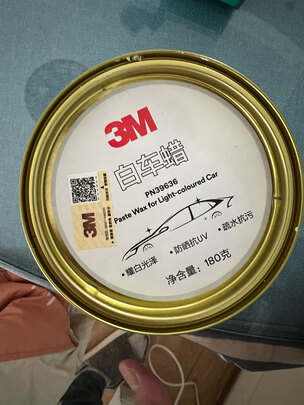 3M
白车蜡
PN39636
Paste Wax for Light-coloured Car
3M
·耀白光泽 ·防晒抗UV ·疏水抗污
净含量：180克